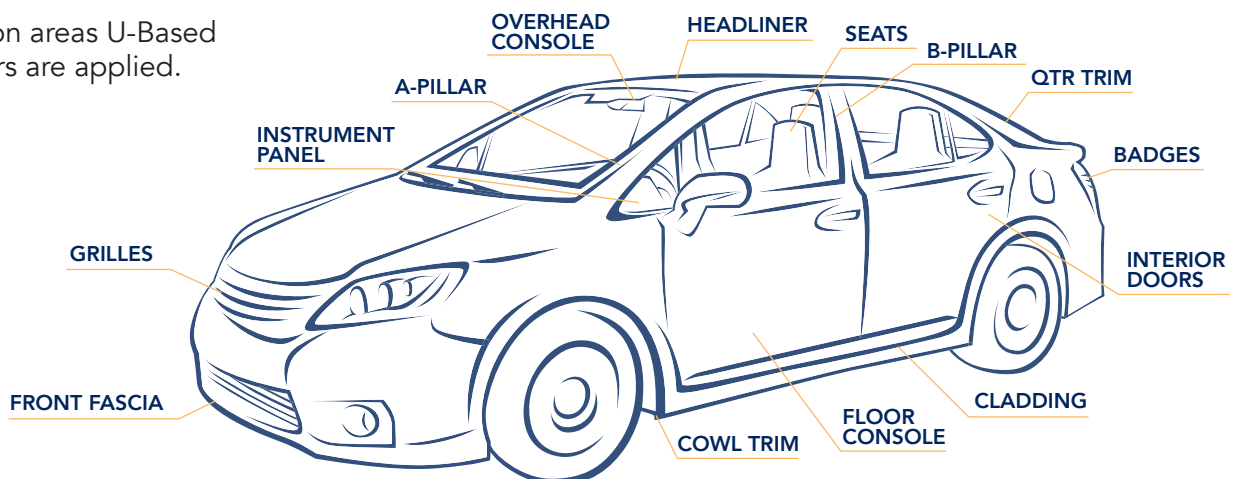 on areas U-Based
rs are applied.
OVERHEAD
CONSOLE
HEADLINER
SEATS
B-PILLAR
QTR TRIM
A-PILLAR
INSTRUMENT
PANEL
BADGES
GRILLES
INTERIOR
DOORS
FRONT FASCIA
CLADDING
FLOOR
CONSOLE
COWL TRIM